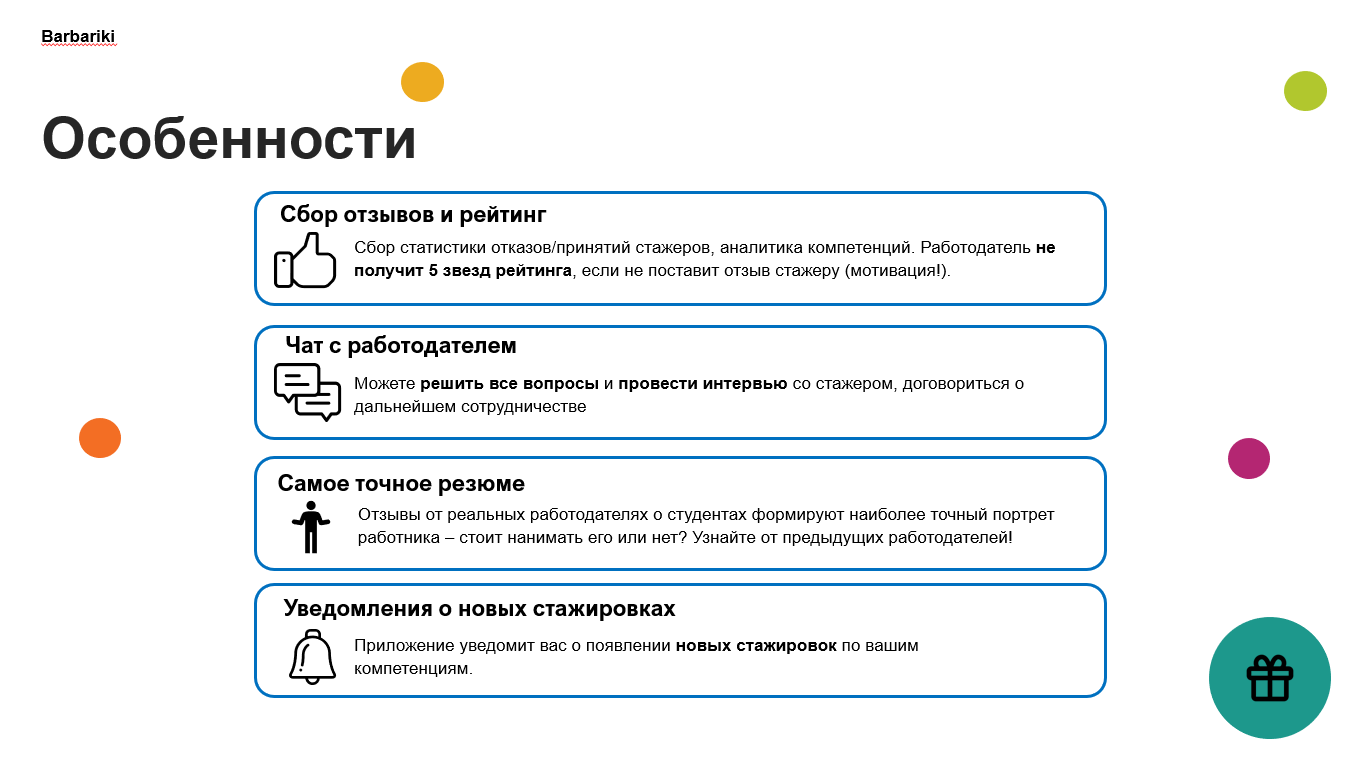 Barbariki
Особенности
Сбор отзывов и рейтинг
Сбор статистики отказов/принятий стажеров, аналитика компетенций. Работодатель не
получит 5 звезд рейтинга, если не поставит отзыв стажеру (мотивация!).
Чат с работодателем
Можете решить все вопросы и провести интервью со стажером, договориться о
дальнейшем сотрудничестве
Самое точное резюме
Отзывы от реальных работодателях о студентах формируют наиболее точный портрет
работника – стоит нанимать его или нет? Узнайте от предыдущих работодателей!
Уведомления о новых стажировках
Приложение уведомит вас о появлении новых стажировок по вашим
компетенциям.